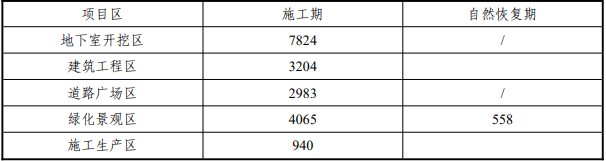 项目区 施工期 自然恢复期
地下室开挖区 7824 /
建筑工程区 3204
道路广场区 2983 /
绿化景观区 4065 558
施工生产区 940